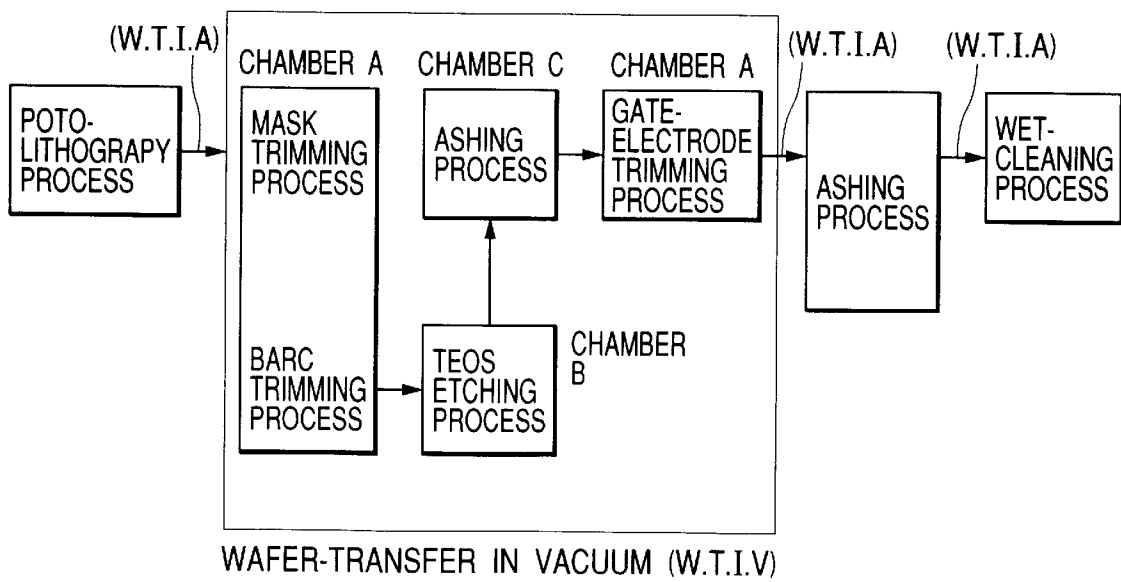 (W.T.I.A)
(W.T.I.A)
(W.T.I.A)
CHAMBER A
CHAMBER C
CHAMBER A
POTO-
LITHOGRAPY
PROCESS
MASK
TRIMMING
PROCESS
ASHING
PROCESS
GATE-
ELECTRODE
TRIMMING
PROCESS
ASHING
PROCESS
WET-
CLEANING
PROCESS
BARC
TRIMMING
PROCESS
TEOS
ETCHING
PROCESS
CHAMBER
B
WAFER-TRANSFER IN VACUUM (W.T.I.V)